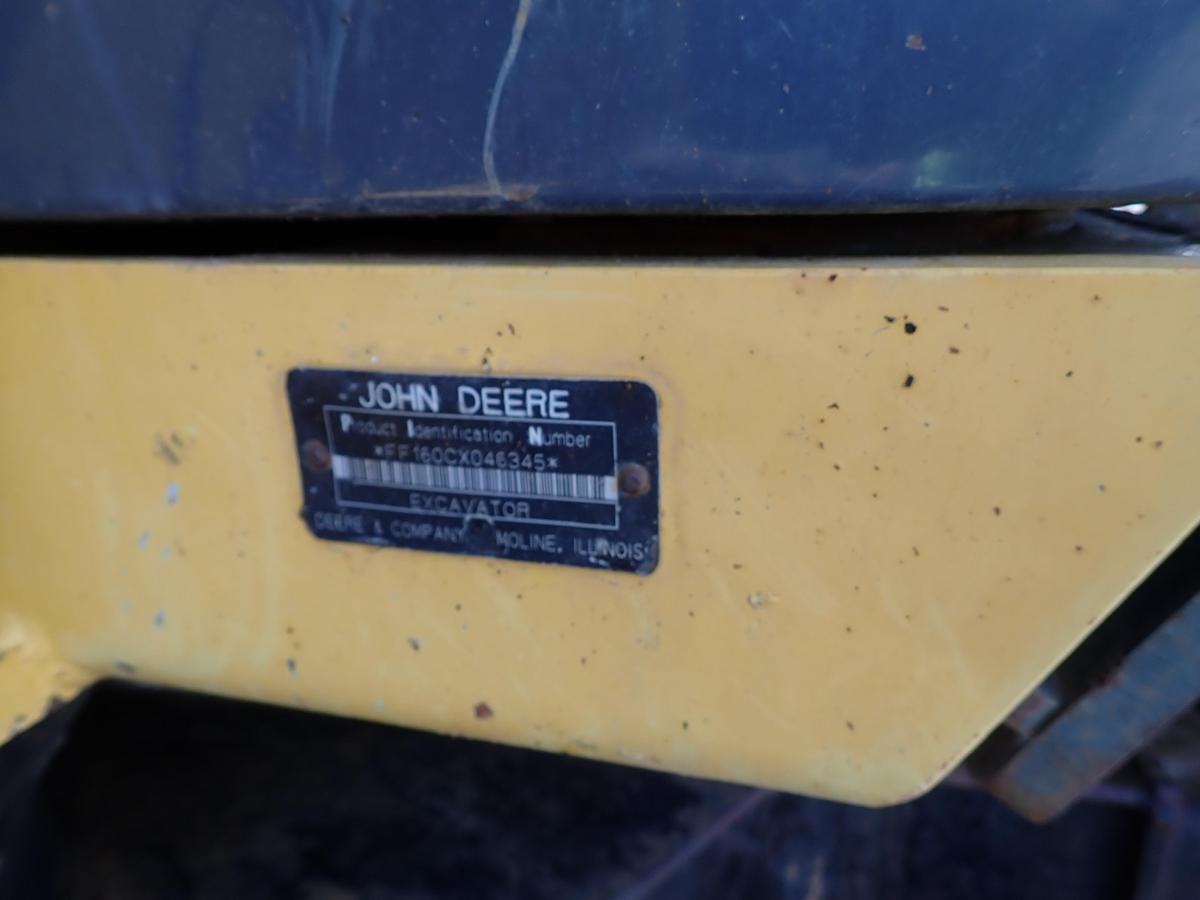 JOHN DEERE
Product Identification Number
*FF160CX046345*
EXCAVATOR
DEERE & COMPANY MOLINE, ILLINOIS